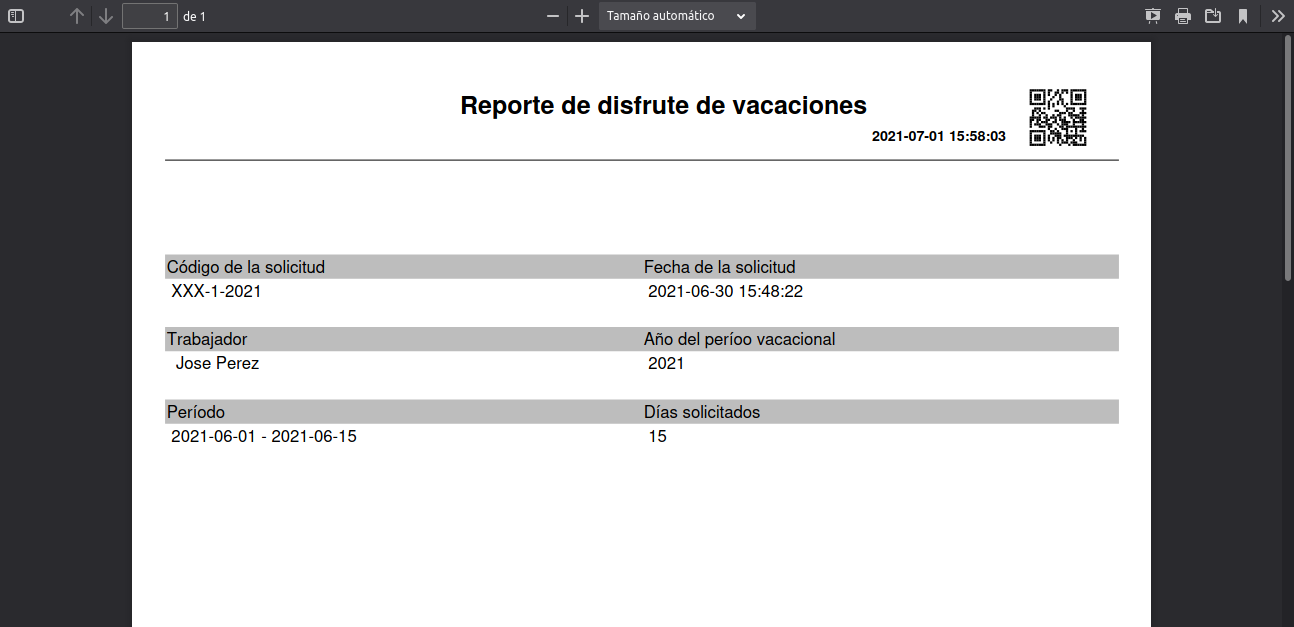 1 de 1 Tamaño automático
Reporte de disfrute de vacaciones
2021-07-01 15:58:03
Código de la solicitud Fecha de la solicitud
XXX-1-2021 2021-06-30 15:48:22
Trabajador Año del períoo vacacional
Jose Perez 2021
Período Días solicitados
2021-06-01 - 2021-06-15 15